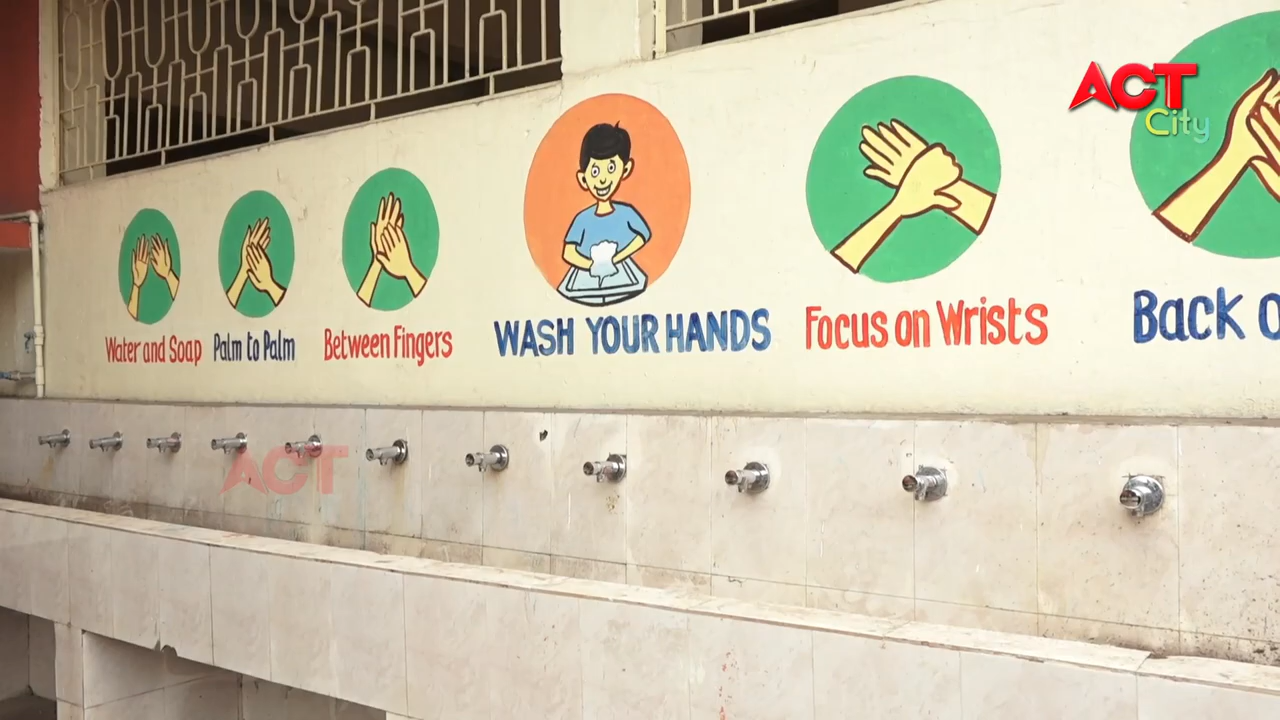 ACT
City
Water and Soap
Palm to Palm
Between Fingers
WASH YOUR HANDS
Focus on Wrists
Back o
ACT